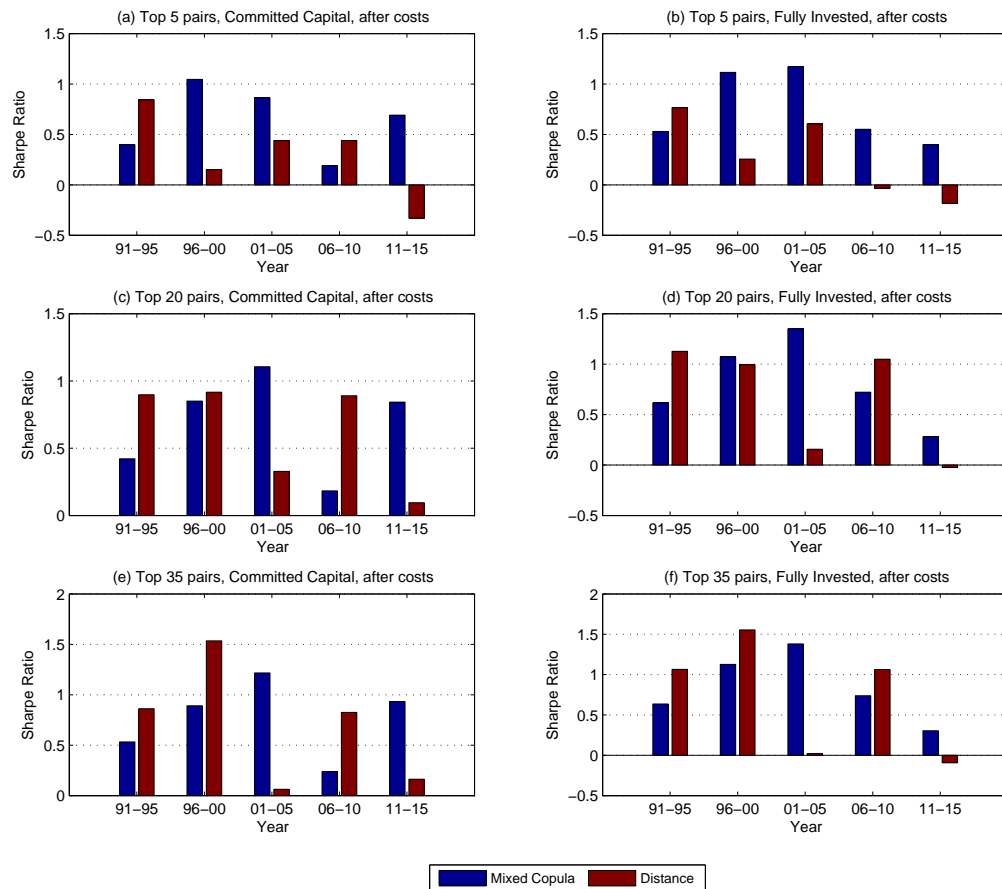 (a) Top 5 pairs, Committed Capital, after costs
1.5
1
0.5
0
−0.5
Sharpe Ratio
91−95 96−00 01−05 06−10 11−15
Year
(b) Top 5 pairs, Fully Invested, after costs
1.5
1
0.5
0
−0.5
Sharpe Ratio
91−95 96−00 01−05 06−10 11−15
Year
(c) Top 20 pairs, Committed Capital, after costs
1.5
1
0.5
0
Sharpe Ratio
91−95 96−00 01−05 06−10 11−15
Year
(d) Top 20 pairs, Fully Invested, after costs
1.5
1
0.5
0
−0.5
Sharpe Ratio
91−95 96−00 01−05 06−10 11−15
Year
(e) Top 35 pairs, Committed Capital, after costs
2
1.5
1
0.5
0
Sharpe Ratio
91−95 96−00 01−05 06−10 11−15
Year
(f) Top 35 pairs, Fully Invested, after costs
2
1.5
1
0.5
0
−0.5
Sharpe Ratio
91−95 96−00 01−05 06−10 11−15
Year
Mixed Copula Distance